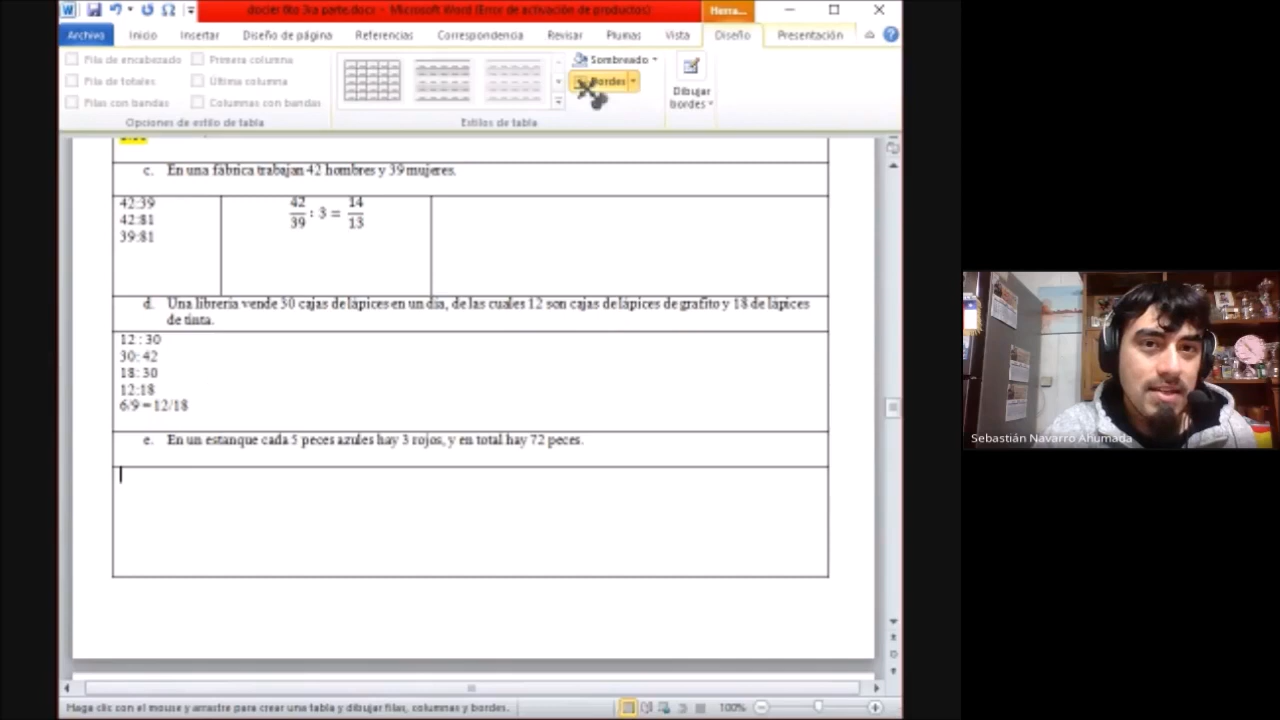 docier 6to 3ra parte.docx - Microsoft Word (Error de activación de productos)
Herra...
Archivo Inicio Insertar Diseño de página Referencias Correspondencia Revisar Plumas Vista Diseño Presentación
Fila de encabezado Primera columna
Fila de totales Última columna
Filas con bandas Columnas con bandas
Opciones de estilo de tabla
Estilos de tabla
Sombreado
Bordes
Dibujar
bordes
c. En una fábrica trabajan 42 hombres y 39 mujeres.
42:39
42:81
39:81
42/39 : 3 = 14/13
d. Una librería vende 30 cajas de lápices en un día, de las cuales 12 son cajas de lápices de grafito y 18 de lápices
de tinta.
12 : 30
30: 42
18: 30
12:18
6/9 = 12/18
e. En un estanque cada 5 peces azules hay 3 rojos, y en total hay 72 peces.
Haga clic con el mouse y arrastre para crear una tabla y dibujar filas, columnas y bordes.
100%
Sebastián Navarro Ahumada